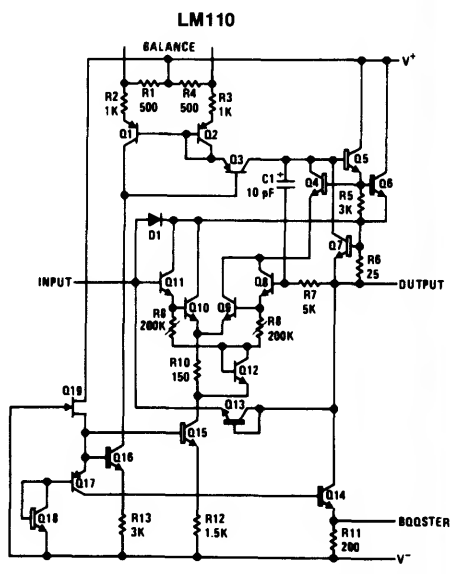 LM110
BALANCE
V+
R1
500
R4
500
R2
1K
R3
1K
Q1
Q2
Q3
Q5
Q4
Q6
C1
10 pF
+
R5
3K
Q7
D1
R6
25
INPUT
OUTPUT
Q11
Q10
Q9
Q8
R7
5K
R8
200K
R8
200K
R10
150
Q12
Q13
Q19
Q15
Q16
Q17
Q14
Q18
BOOSTER
R13
3K
R12
1.5K
R11
200
V-